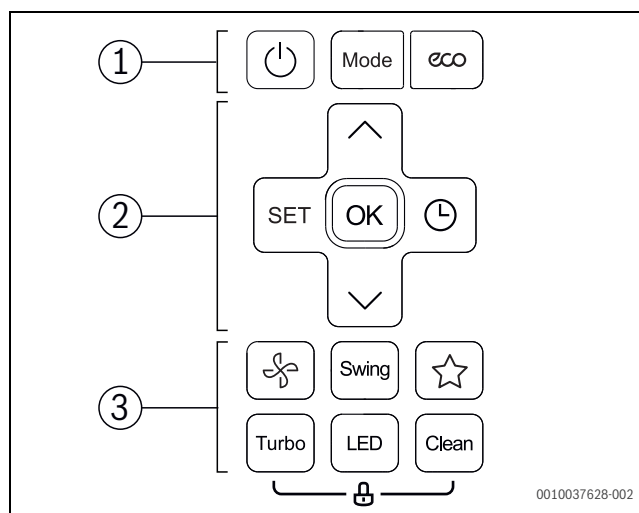 1
Mode
eco
2
SET
OK
3
Swing
Turbo
LED
Clean
0010037628-002